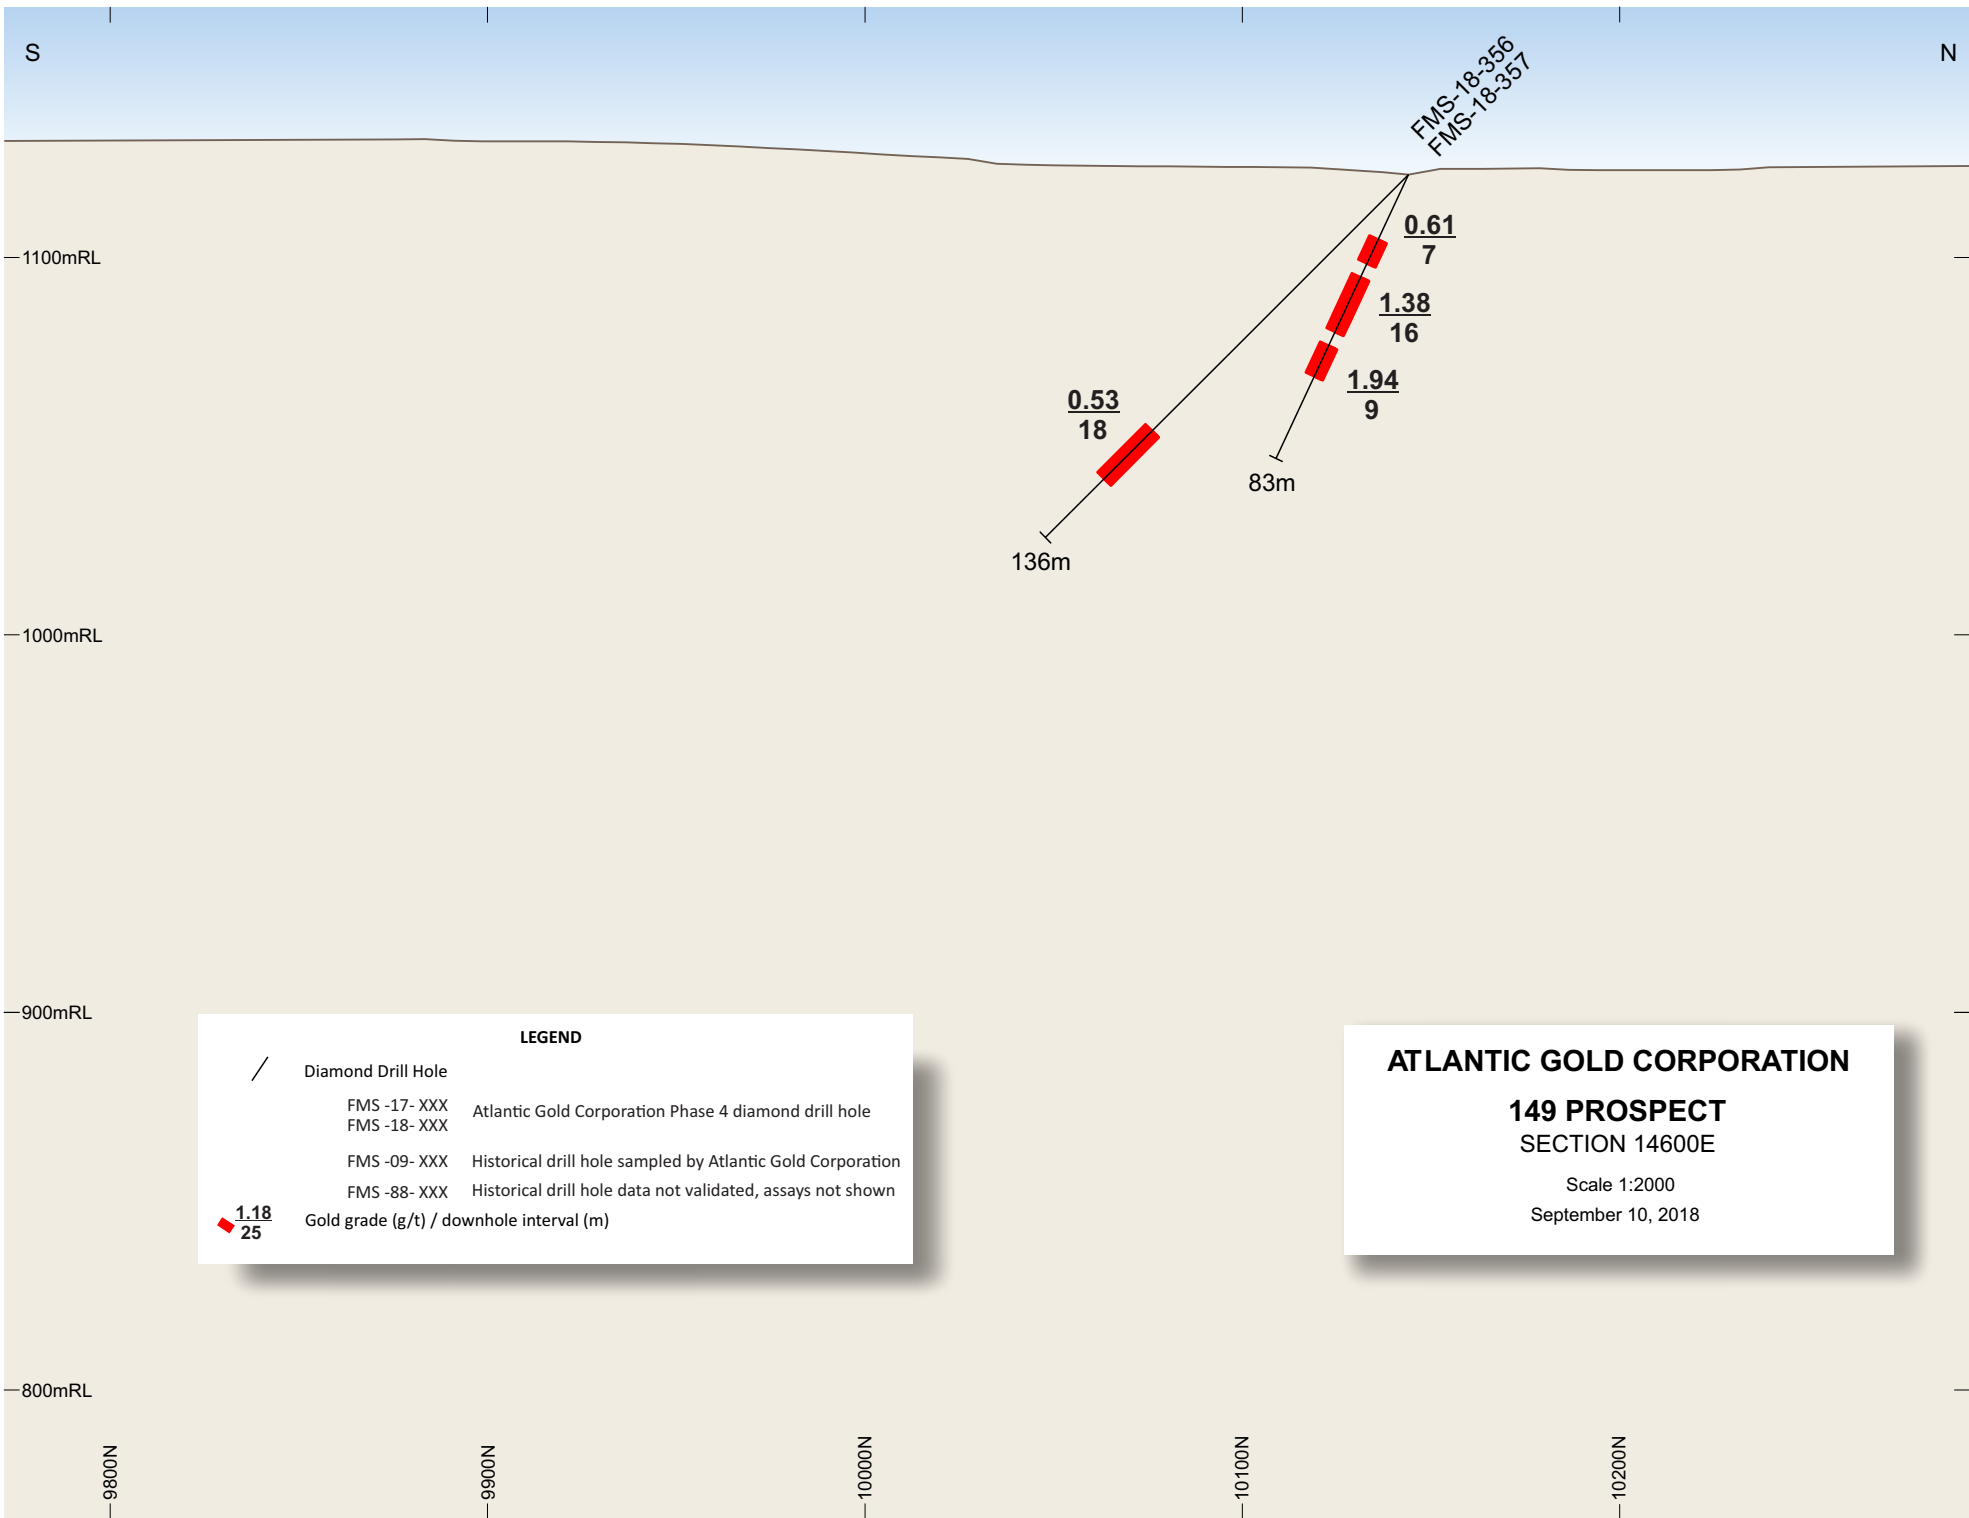 S
N
FMS-18-356
FMS-18-357
0.61
7
1100mRL
1.38
16
1.94
9
0.53
18
83m
136m
1000mRL
900mRL
LEGEND
Diamond Drill Hole
FMS -17- XXX
FMS -18- XXX
Atlantic Gold Corporation Phase 4 diamond drill hole
FMS -09- XXX Historical drill hole sampled by Atlantic Gold Corporation
FMS -88- XXX Historical drill hole data not validated, assays not shown
1.18
25
Gold grade (g/t) / downhole interval (m)
ATLANTIC GOLD CORPORATION
149 PROSPECT
SECTION 14600E
Scale 1:2000
September 10, 2018
800mRL
9800N
9900N
10000N
10100N
10200N